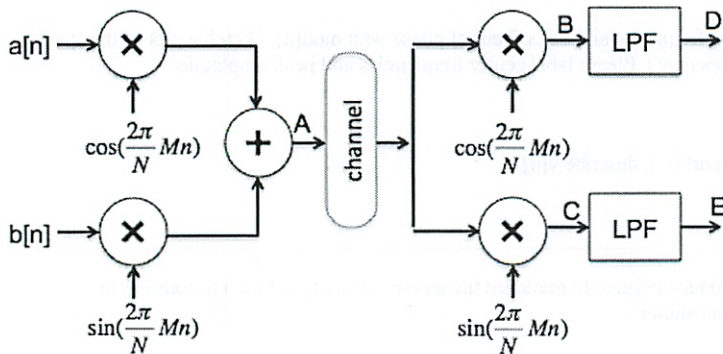 a[n]
cos(2π/N Mn)
b[n]
sin(2π/N Mn)
+
A
channel
cos(2π/N Mn)
B
LPF
D
sin(2π/N Mn)
C
LPF
E